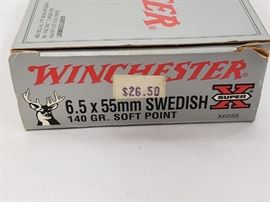 WINCHESTER
$26.50
6.5 x 55mm SWEDISH
140 GR. SOFT POINT
SUPER X
X6555